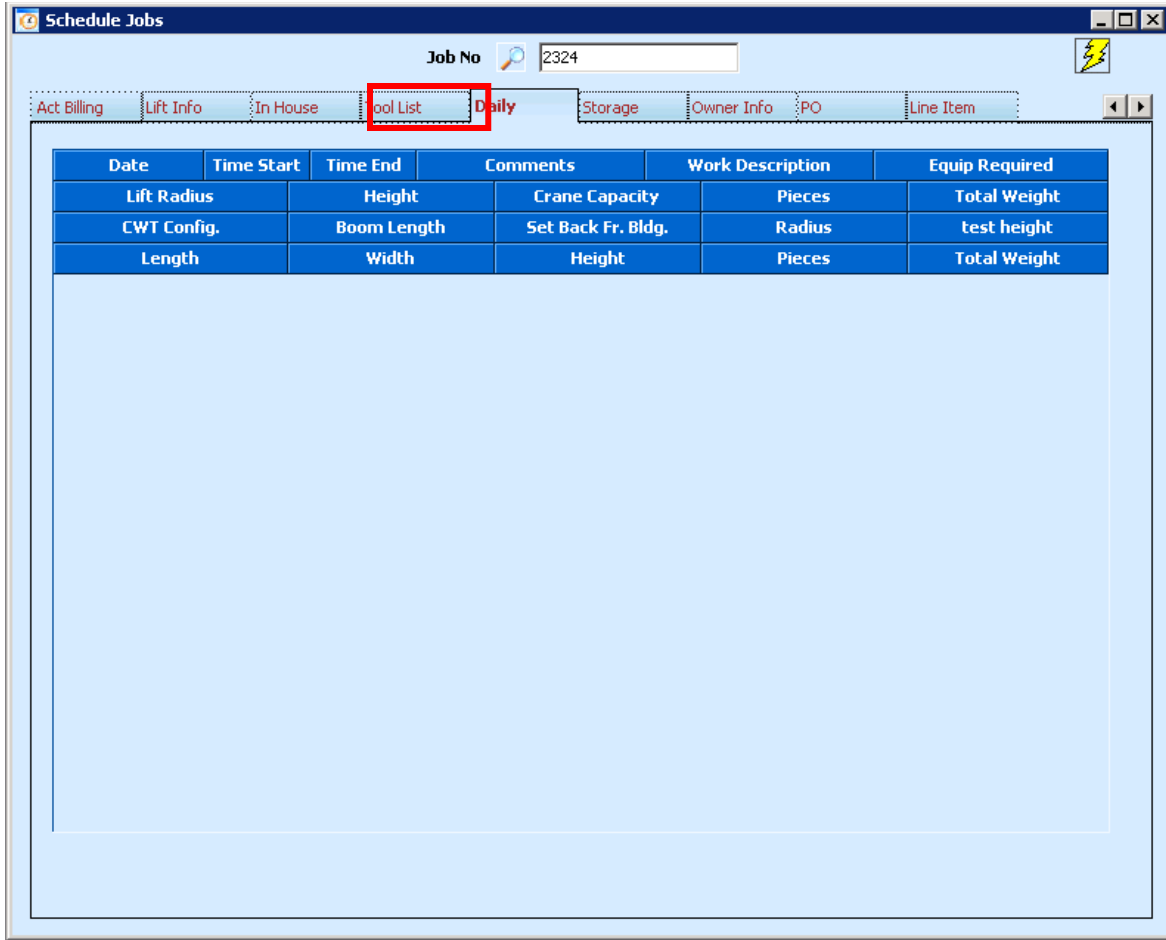 Schedule Jobs
Job No 2324
Act Billing Lift Info In House Tool List Daily Storage Owner Info PO Line Item
Date Time Start Time End Comments Work Description Equip Required
Lift Radius Height Crane Capacity Pieces Total Weight
CWT Config. Boom Length Set Back Fr. Bldg. Radius test height
Length Width Height Pieces Total Weight